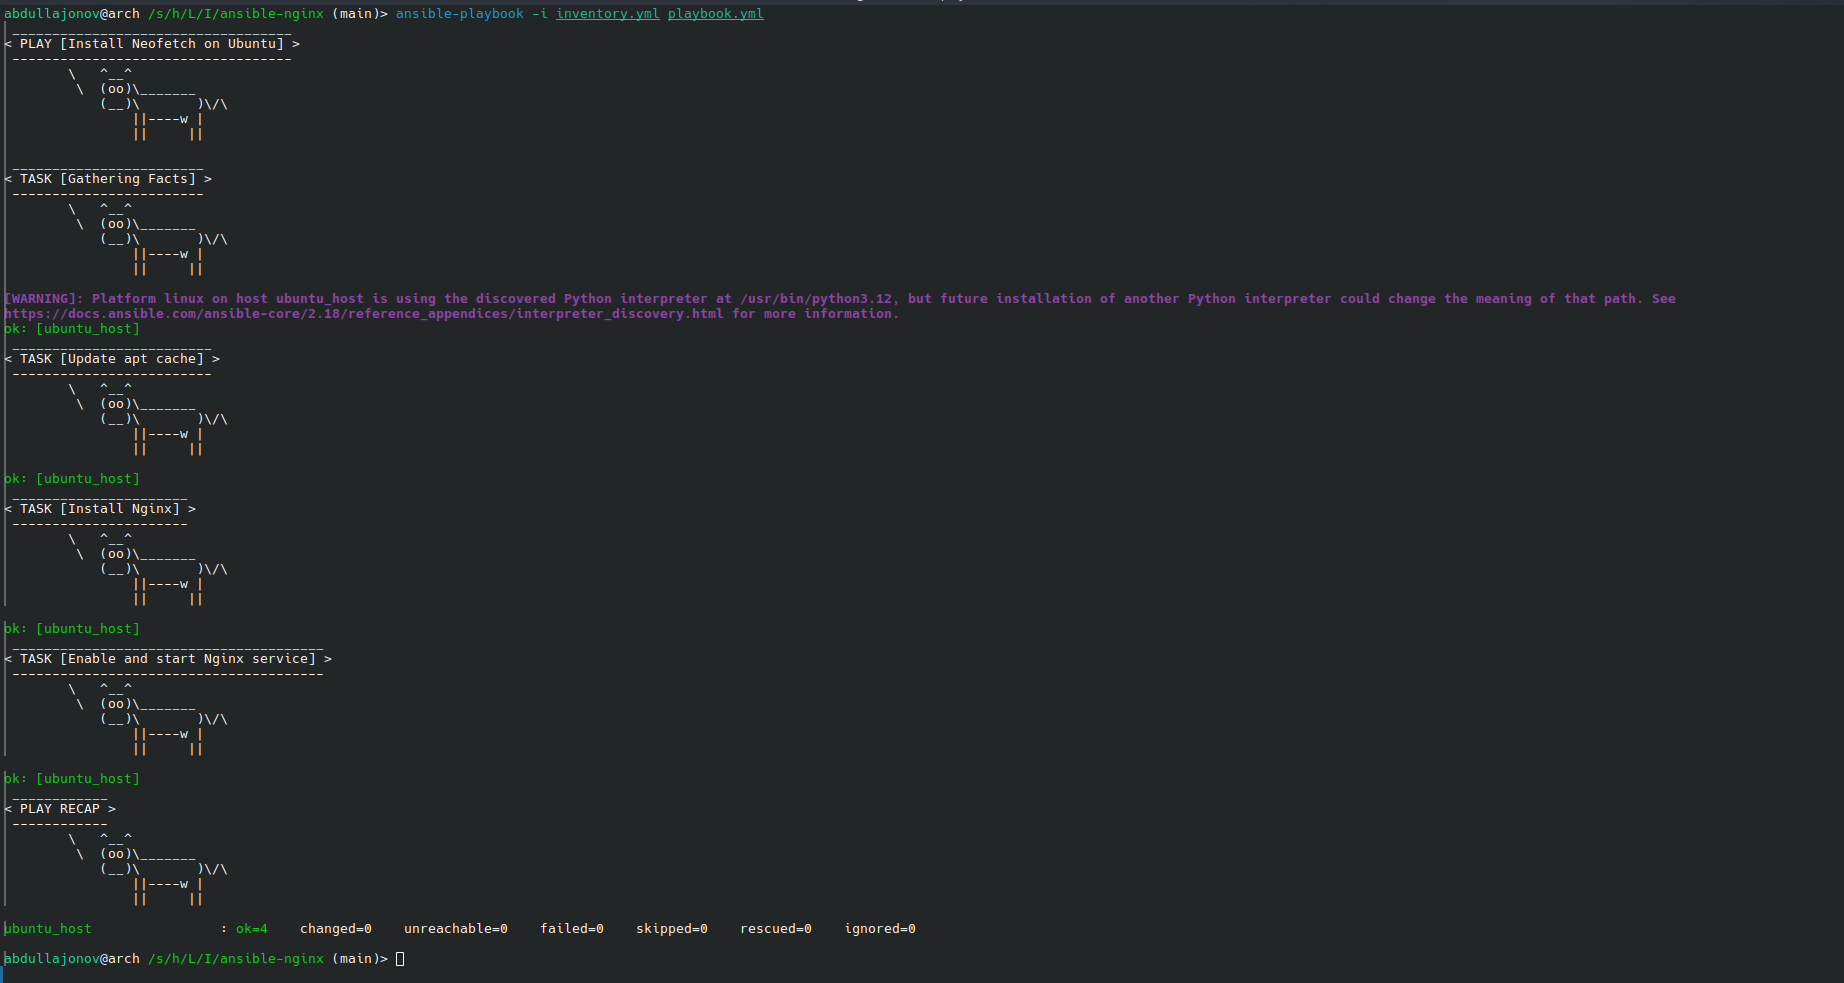 abdullajonov@arch /s/h/L/I/ansible-nginx (main)> ansible-playbook -i inventory.yml playbook.yml
 ___________________________________
< PLAY [Install Neofetch on Ubuntu] >
 -----------------------------------
        \   ^__^
         \  (oo)\_______
            (__)\       )\/\
                ||----w |
                ||     ||

 ________________________
< TASK [Gathering Facts] >
 ------------------------
        \   ^__^
         \  (oo)\_______
            (__)\       )\/\
                ||----w |
                ||     ||

[WARNING]: Platform linux on host ubuntu_host is using the discovered Python interpreter at /usr/bin/python3.12, but future installation of another Python interpreter could change the meaning of that path. See
https://docs.ansible.com/ansible-core/2.18/reference_appendices/interpreter_discovery.html for more information.
ok: [ubuntu_host]
 _________________________
< TASK [Update apt cache] >
 -------------------------
        \   ^__^
         \  (oo)\_______
            (__)\       )\/\
                ||----w |
                ||     ||

ok: [ubuntu_host]
 ______________________
< TASK [Install Nginx] >
 ----------------------
        \   ^__^
         \  (oo)\_______
            (__)\       )\/\
                ||----w |
                ||     ||

ok: [ubuntu_host]
 _______________________________________
< TASK [Enable and start Nginx service] >
 ---------------------------------------
        \   ^__^
         \  (oo)\_______
            (__)\       )\/\
                ||----w |
                ||     ||

ok: [ubuntu_host]
 ____________
< PLAY RECAP >
 ------------
        \   ^__^
         \  (oo)\_______
            (__)\       )\/\
                ||----w |
                ||     ||

ubuntu_host                : ok=4    changed=0    unreachable=0    failed=0    skipped=0    rescued=0    ignored=0

abdullajonov@arch /s/h/L/I/ansible-nginx (main)>